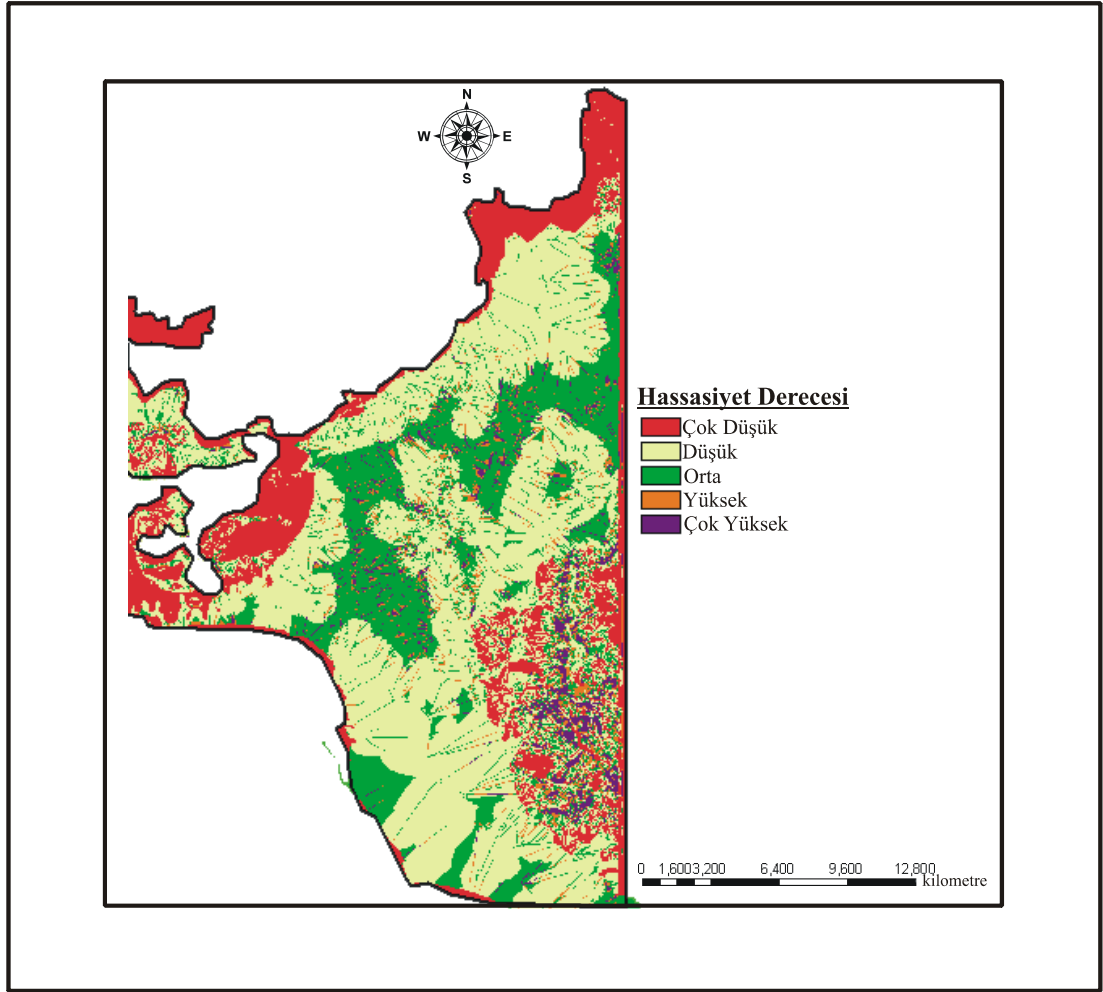 N
W E
S
Hassasiyet Derecesi
Çok Düşük
Düşük
Orta
Yüksek
Çok Yüksek
0 1,6003,200 6,400 9,600 12,800
kilometre